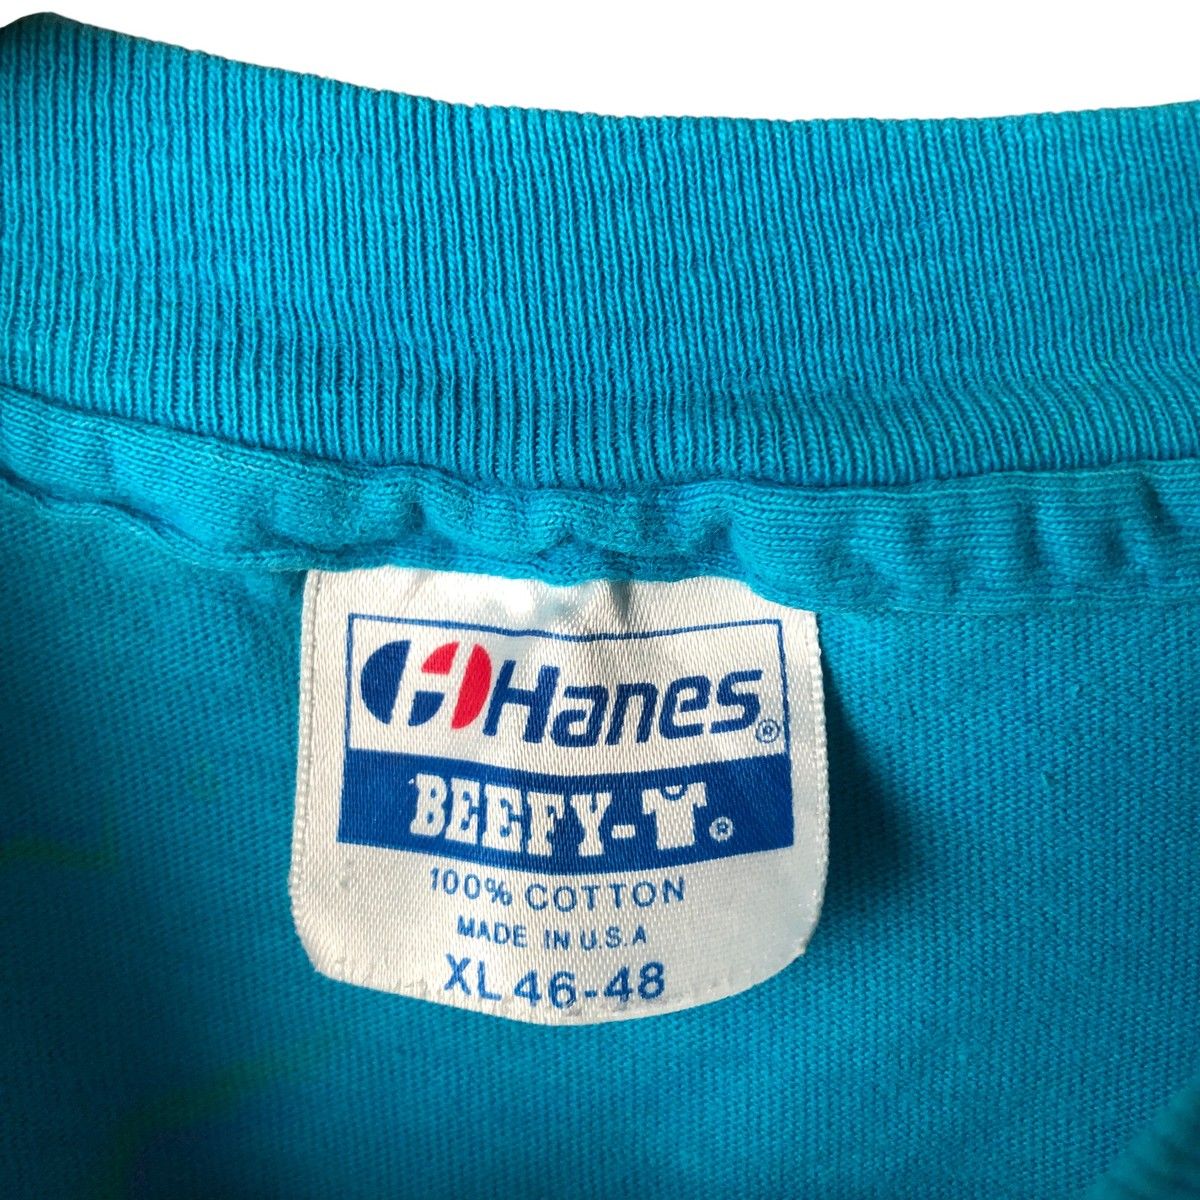 Hanes®
BEEFY-T®
100% COTTON
MADE IN U.S.A
XL 46-48